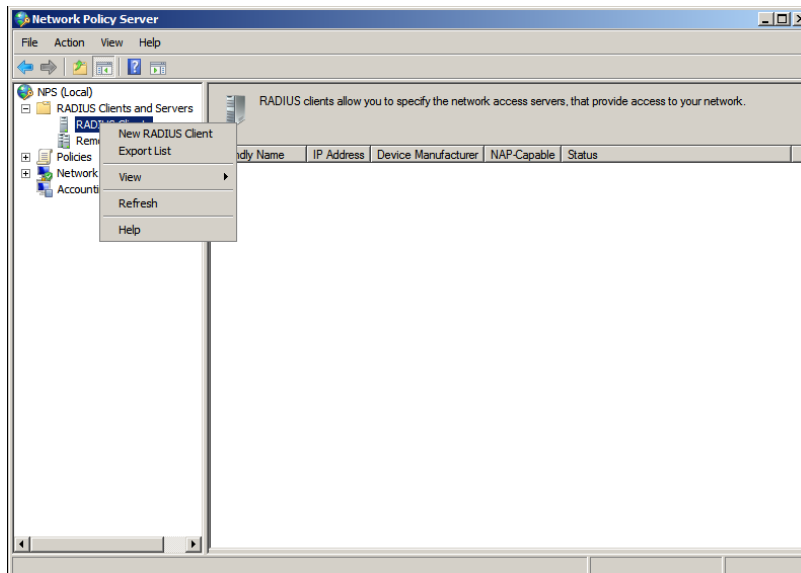 Network Policy Server
File Action View Help
NPS (Local)
RADIUS Clients and Servers
New RADIUS Client
Export List
View
Refresh
Help
Policies
Network
RADIUS clients allow you to specify the network access servers, that provide access to your network.
IP Address Device Manufacturer NAP-Capable Status